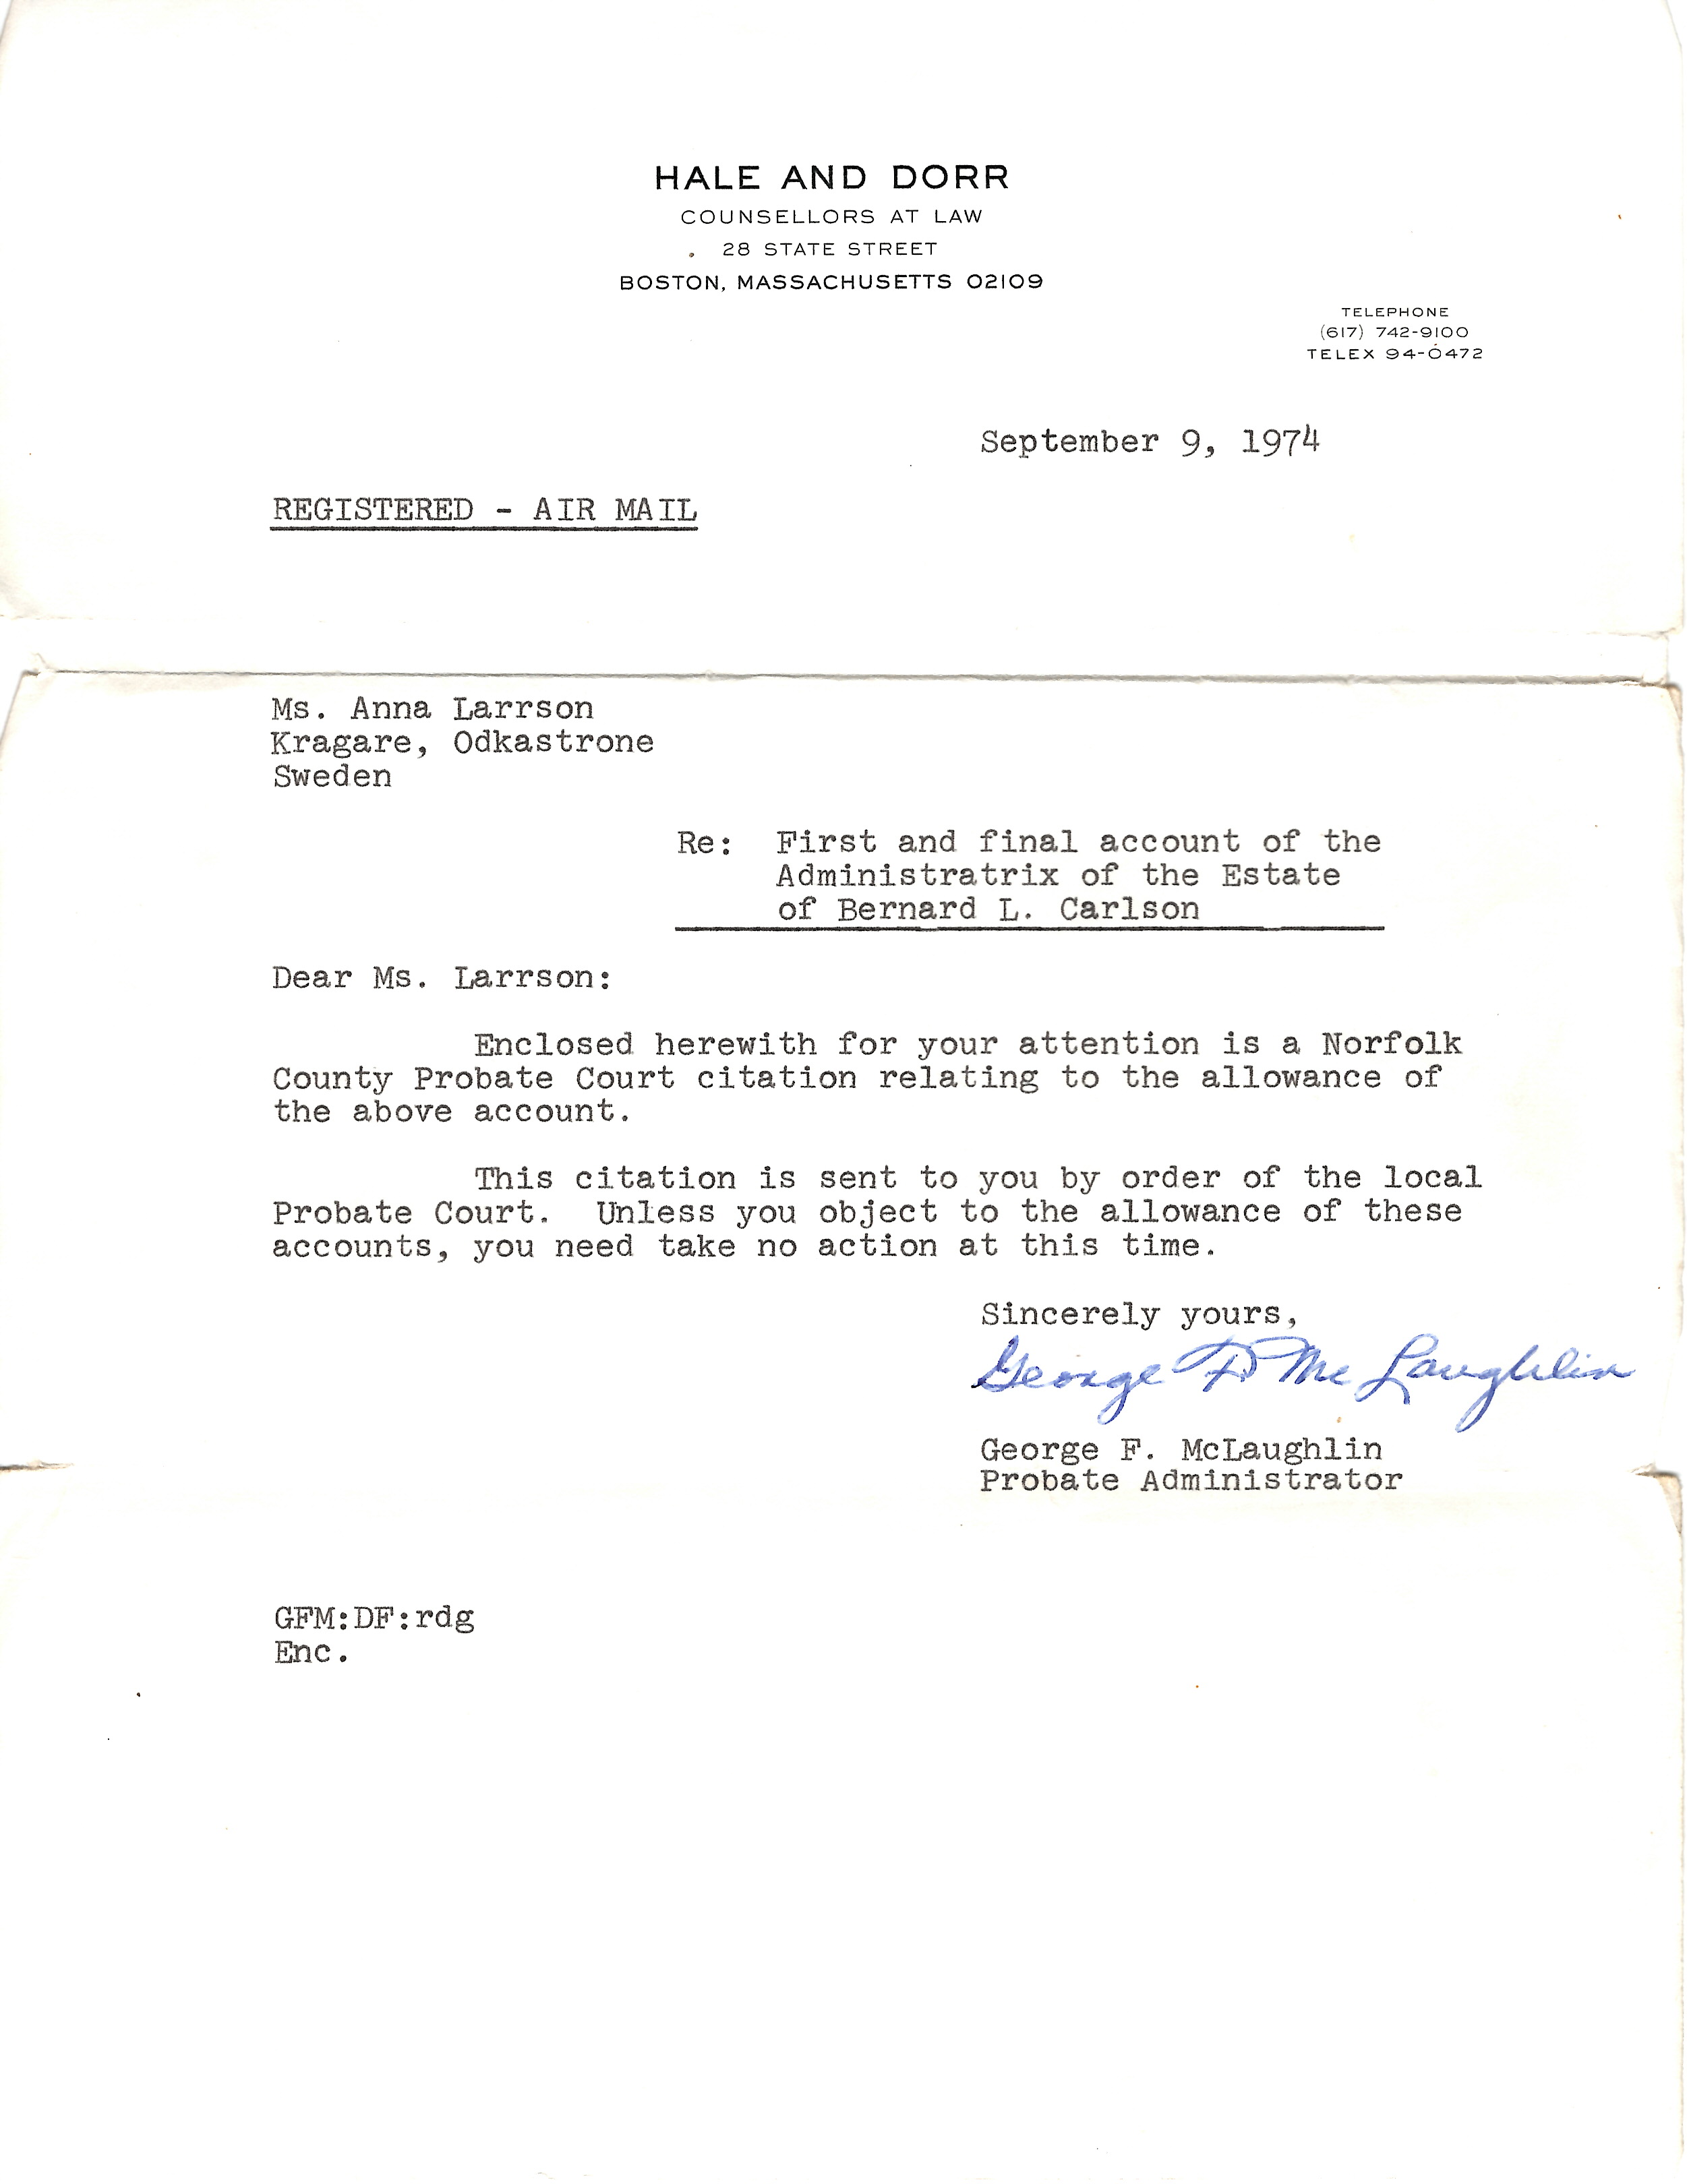 HALE AND DORR
COUNSELLORS AT LAW
28 STATE STREET
BOSTON, MASSACHUSETTS 02109
TELEPHONE
(617) 742-9100
TELEX 94-0472
September 9, 1974
REGISTERED - AIR MAIL
Ms. Anna Larrson
Kragare, Odkastrone
Sweden
Re: First and final account of the
Administratrix of the Estate
of Bernard L. Carlson
Dear Ms. Larrson:
Enclosed herewith for your attention is a Norfolk
County Probate Court citation relating to the allowance of
the above account.
This citation is sent to you by order of the local
Probate Court. Unless you object to the allowance of these
accounts, you need take no action at this time.
Sincerely yours,
George F McLaughlin
George F. McLaughlin
Probate Administrator
GFM:DF:rdg
Enc.